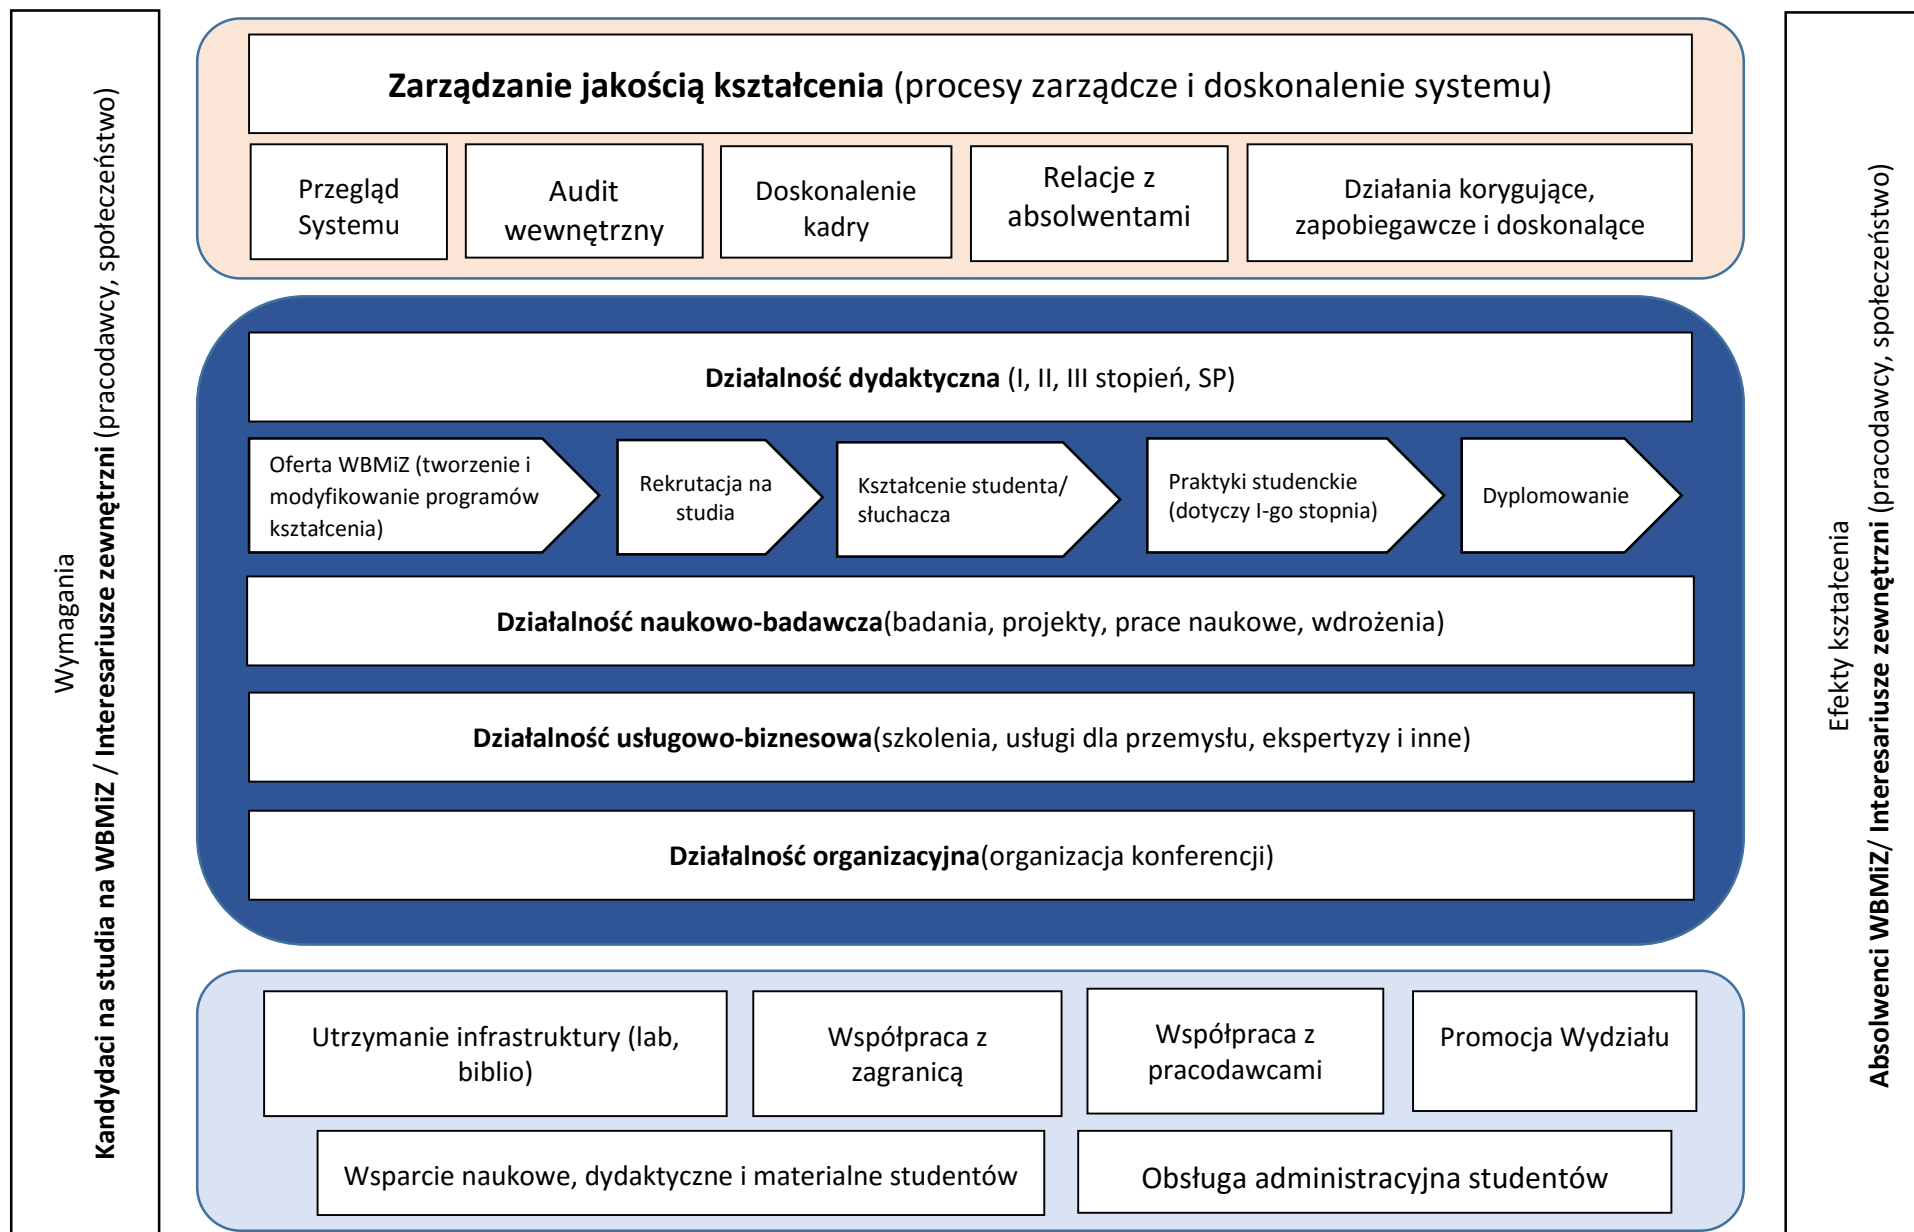 Wymagania
Kandydaci na studia na WBMiZ / Interesariusze zewnętrzni (pracodawcy, społeczeństwo)
Zarządzanie jakością kształcenia (procesy zarządcze i doskonalenie systemu)
Przegląd
Systemu
Audit
wewnętrzny
Doskonalenie
kadry
Relacje z
absolwentami
Działania korygujące,
zapobiegawcze i doskonalące
Działalność dydaktyczna (I, II, III stopień, SP)
Oferta WBMiZ (tworzenie i
modyfikowanie programów
kształcenia)
Rekrutacja na
studia
Kształcenie studenta/
słuchacza
Praktyki studenckie
(dotyczy I-go stopnia)
Dyplomowanie
Działalność naukowo-badawcza(badania, projekty, prace naukowe, wdrożenia)
Działalność usługowo-biznesowa(szkolenia, usługi dla przemysłu, ekspertyzy i inne)
Działalność organizacyjna(organizacja konferencji)
Utrzymanie infrastruktury (lab,
biblio)
Współpraca z
zagranicą
Współpraca z
pracodawcami
Promocja Wydziału
Wsparcie naukowe, dydaktyczne i materialne studentów
Obsługa administracyjna studentów
Efekty kształcenia
Absolwenci WBMiZ/ Interesariusze zewnętrzni (pracodawcy, społeczeństwo)